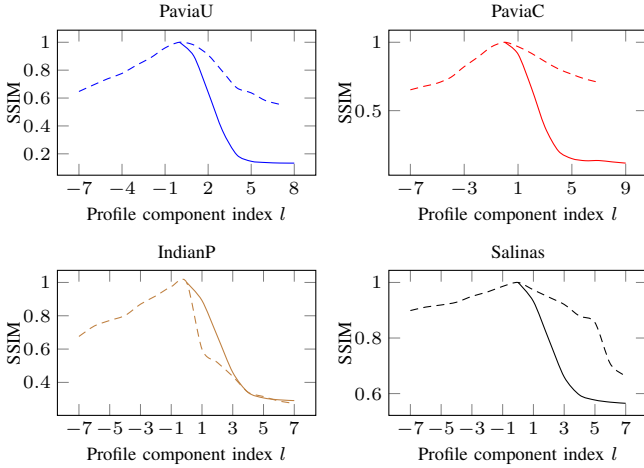 PaviaU
1
0.8
0.6
0.4
0.2
SSIM
−7 −4 −1 2 5 8
Profile component index l
PaviaC
1
0.5
SSIM
−7 −3 1 5 9
Profile component index l
IndianP
1
0.8
0.6
0.4
SSIM
−7 −5 −3 −1 1 3 5 7
Profile component index l
Salinas
1
0.8
0.6
SSIM
−7 −5 −3 −1 1 3 5 7
Profile component index l